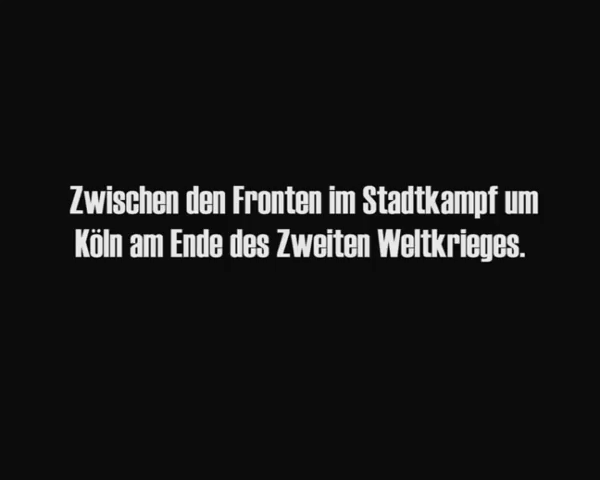 Zwischen den Fronten im Stadtkampf um
Köln am Ende des Zweiten Weltkrieges.